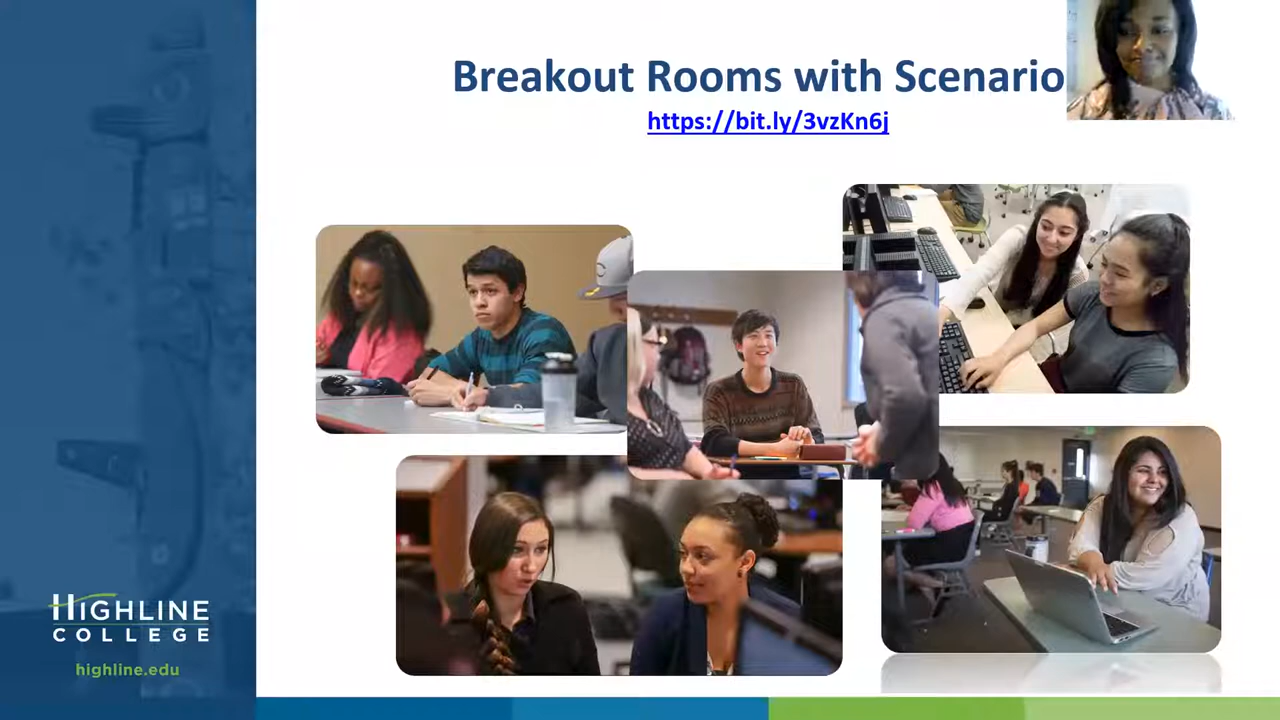 Breakout Rooms with Scenario
https://bit.ly/3vzKn6j
HIGHLINE
COLLEGE
highline.edu